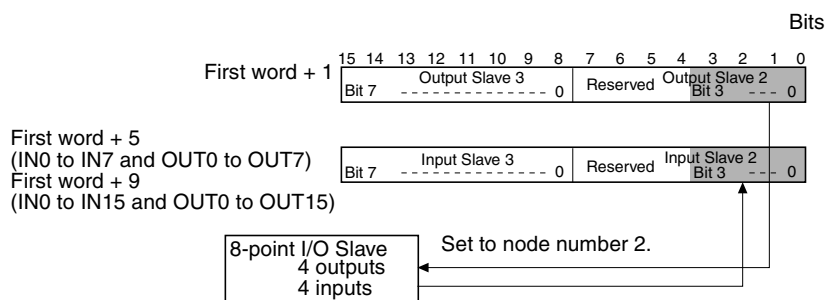 Bits
15 14 13 12 11 10 9 8 7 6 5 4 3 2 1 0
First word + 1
Output Slave 3
Bit 7 - - - - - - - - - - - - - - 0
Reserved
Output Slave 2
Bit 3 - - - 0
First word + 5
(IN0 to IN7 and OUT0 to OUT7)
First word + 9
(IN0 to IN15 and OUT0 to OUT15)
Input Slave 3
Bit 7 - - - - - - - - - - - - - - 0
Reserved
Input Slave 2
Bit 3 - - - 0
8-point I/O Slave
4 outputs
4 inputs
Set to node number 2.